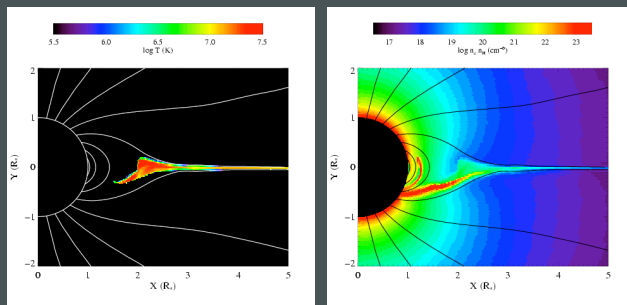 5.5 6.0 6.5 7.0 7.5
log T (K)
2
1
0
−1
−2
Y (R*)
0 1 2 3 4 5
X (R*)
17 18 19 20 21 22 23
log nₑ n_H (cm⁻⁶)
2
1
0
−1
−2
Y (R*)
0 1 2 3 4 5
X (R*)